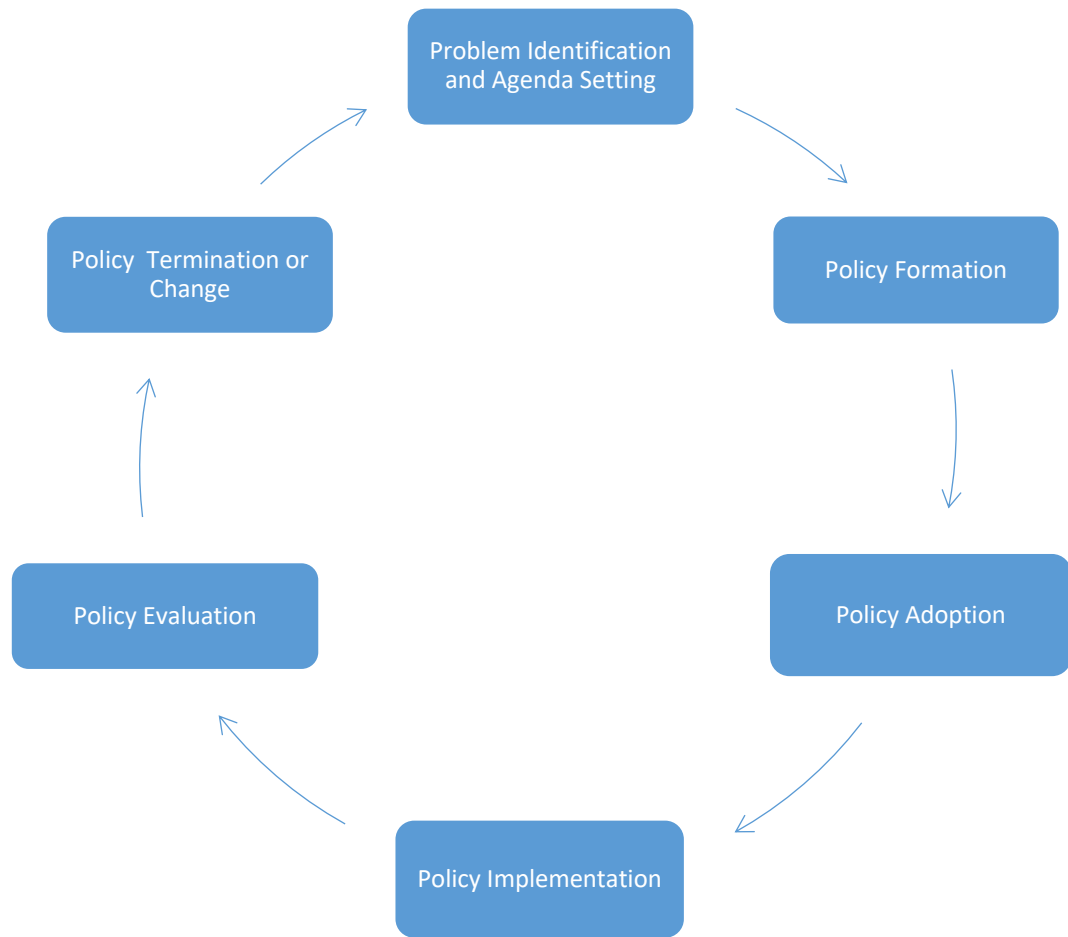 Problem Identification
and Agenda Setting
Policy Formation
Policy Adoption
Policy Implementation
Policy Evaluation
Policy  Termination or
Change